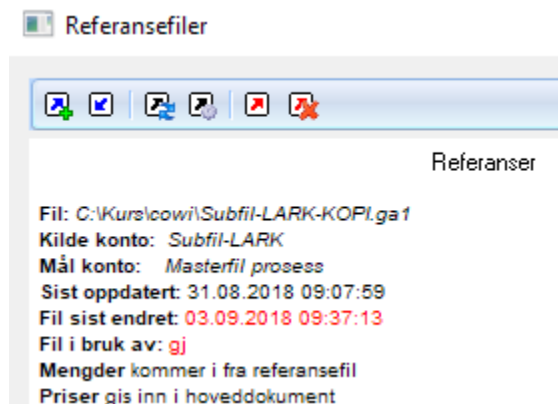 Referansefiler
Referanser
Fil: C:\Kurs\cowi\Subfil-LARK-KOPI.ga1
Kilde konto: Subfil-LARK
Mål konto: Masterfil prosess
Sist oppdatert: 31.08.2018 09:07:59
Fil sist endret: 03.09.2018 09:37:13
Fil i bruk av: gj
Mengder kommer i fra referansefil
Priser gis inn i hoveddokument